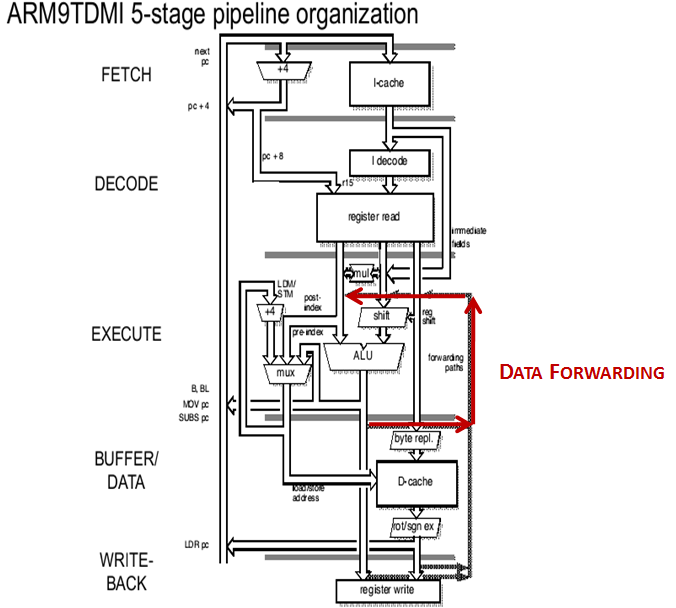 ARM9TDMI 5-stage pipeline organization
next
pc
+4
I-cache
FETCH
pc + 4
pc + 8
I decode
DECODE
r15
register read
immediate
fields
mul
LDM/
STM
post-
index
+4
shift
reg
shift
pre-index
EXECUTE
ALU
forwarding
paths
mux
DATA FORWARDING
B, BL
MOV pc
SUBS pc
byte repl.
BUFFER/
DATA
D-cache
load/store
address
rot/sgn ex
LDR pc
WRITE-
BACK
register write